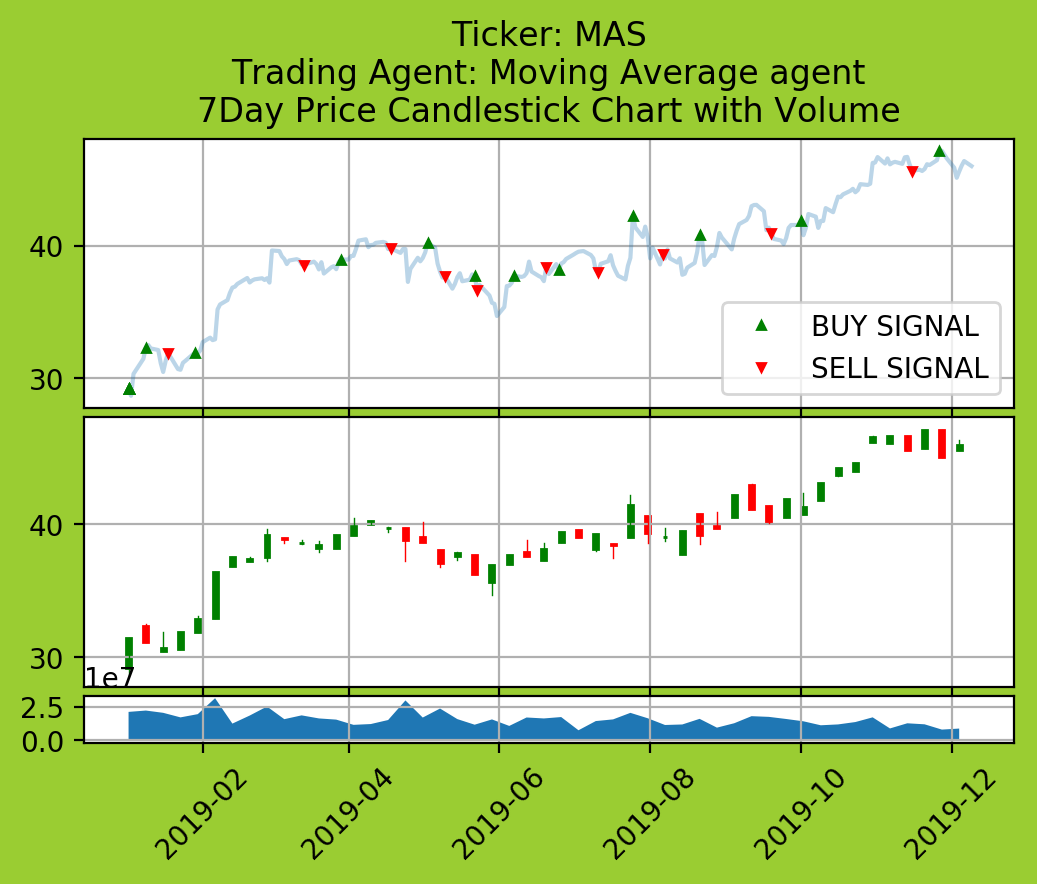 Ticker: MAS
Trading Agent: Moving Average agent
7Day Price Candlestick Chart with Volume
40
30
BUY SIGNAL
SELL SIGNAL
40
30
1e7
2.5
0.0
2019-02
2019-04
2019-06
2019-08
2019-10
2019-12